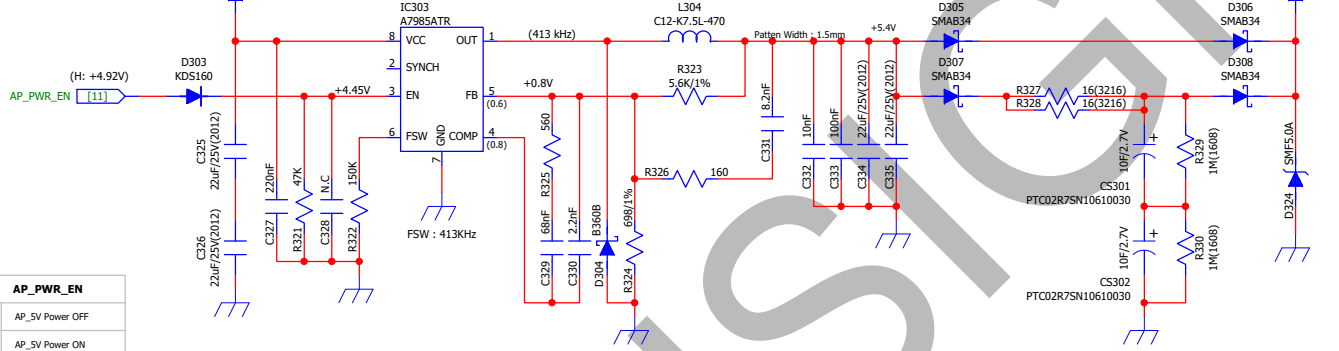 IC303
A7985ATR
8 VCC OUT 1
2 SYNCH
3 EN FB 5
(0.6)
6 FSW COMP 4
(0.8)
GND
7
FSW : 413KHz
(413 kHz)
L304
C12-K7.5L-470
Patten Width : 1.5mm
+5.4V
D305
SMAB34
D306
SMAB34
D307
SMAB34
D308
SMAB34
D303
KDS160
(H: +4.92V)
AP_PWR_EN [11]
+4.45V
+0.8V
R323
5.6K/1%
R327 16(3216)
R328 16(3216)
C325
22uF/25V(2012)
C326
22uF/25V(2012)
C327
220nF
R321
47K
C328
N.C
R322
150K
R325
560
C329
68nF
C330
2.2nF
D304
B360B
R324
698/1%
R326 160
C331
8.2nF
C332
10nF
C333
100nF
C334
22uF/25V(2012)
C335
22uF/25V(2012)
10F/2.7V
+
CS301
PTC02R7SN10610030
R329
1M(1608)
10F/2.7V
+
CS302
PTC02R7SN10610030
R330
1M(1608)
D324
SMF5.0A
AP_PWR_EN
AP_5V Power OFF
AP_5V Power ON
SIGN